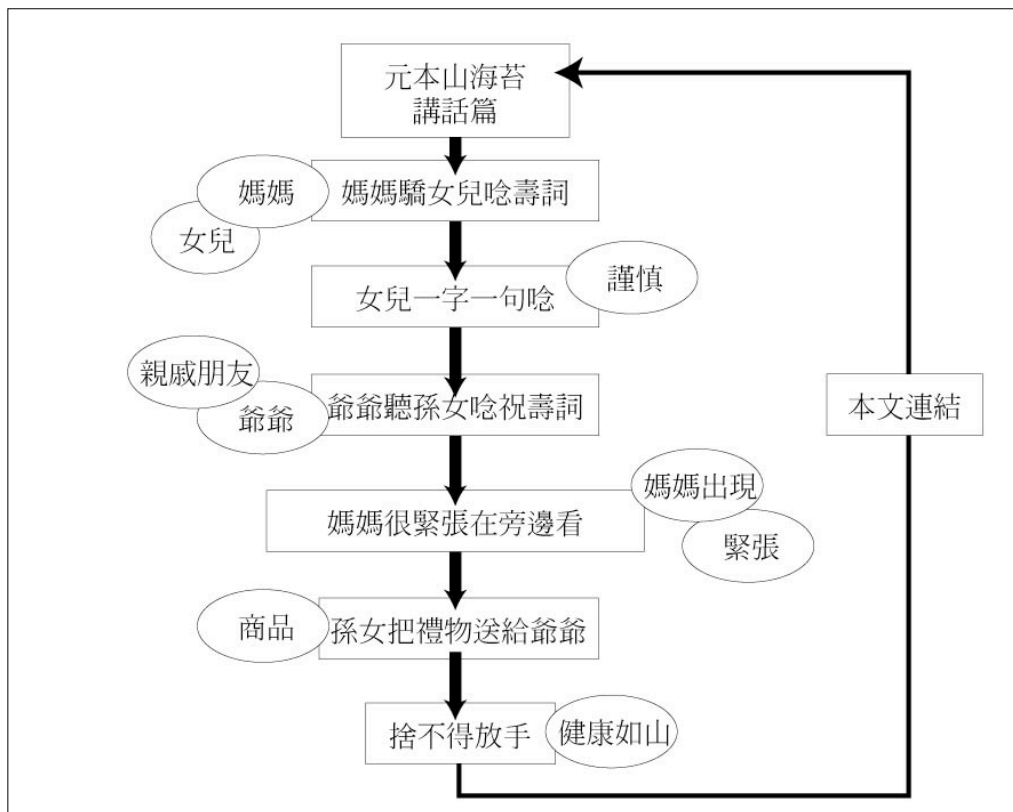 元本山海苔
講話篇
媽媽
媽媽驕女兒唸壽詞
女兒
謹慎
女兒一字一句唸
親戚朋友
爺爺
爺爺聽孫女唸祝壽詞
本文連結
媽媽出現
媽媽很緊張在旁邊看
緊張
商品
孫女把禮物送給爺爺
捨不得放手
健康如山